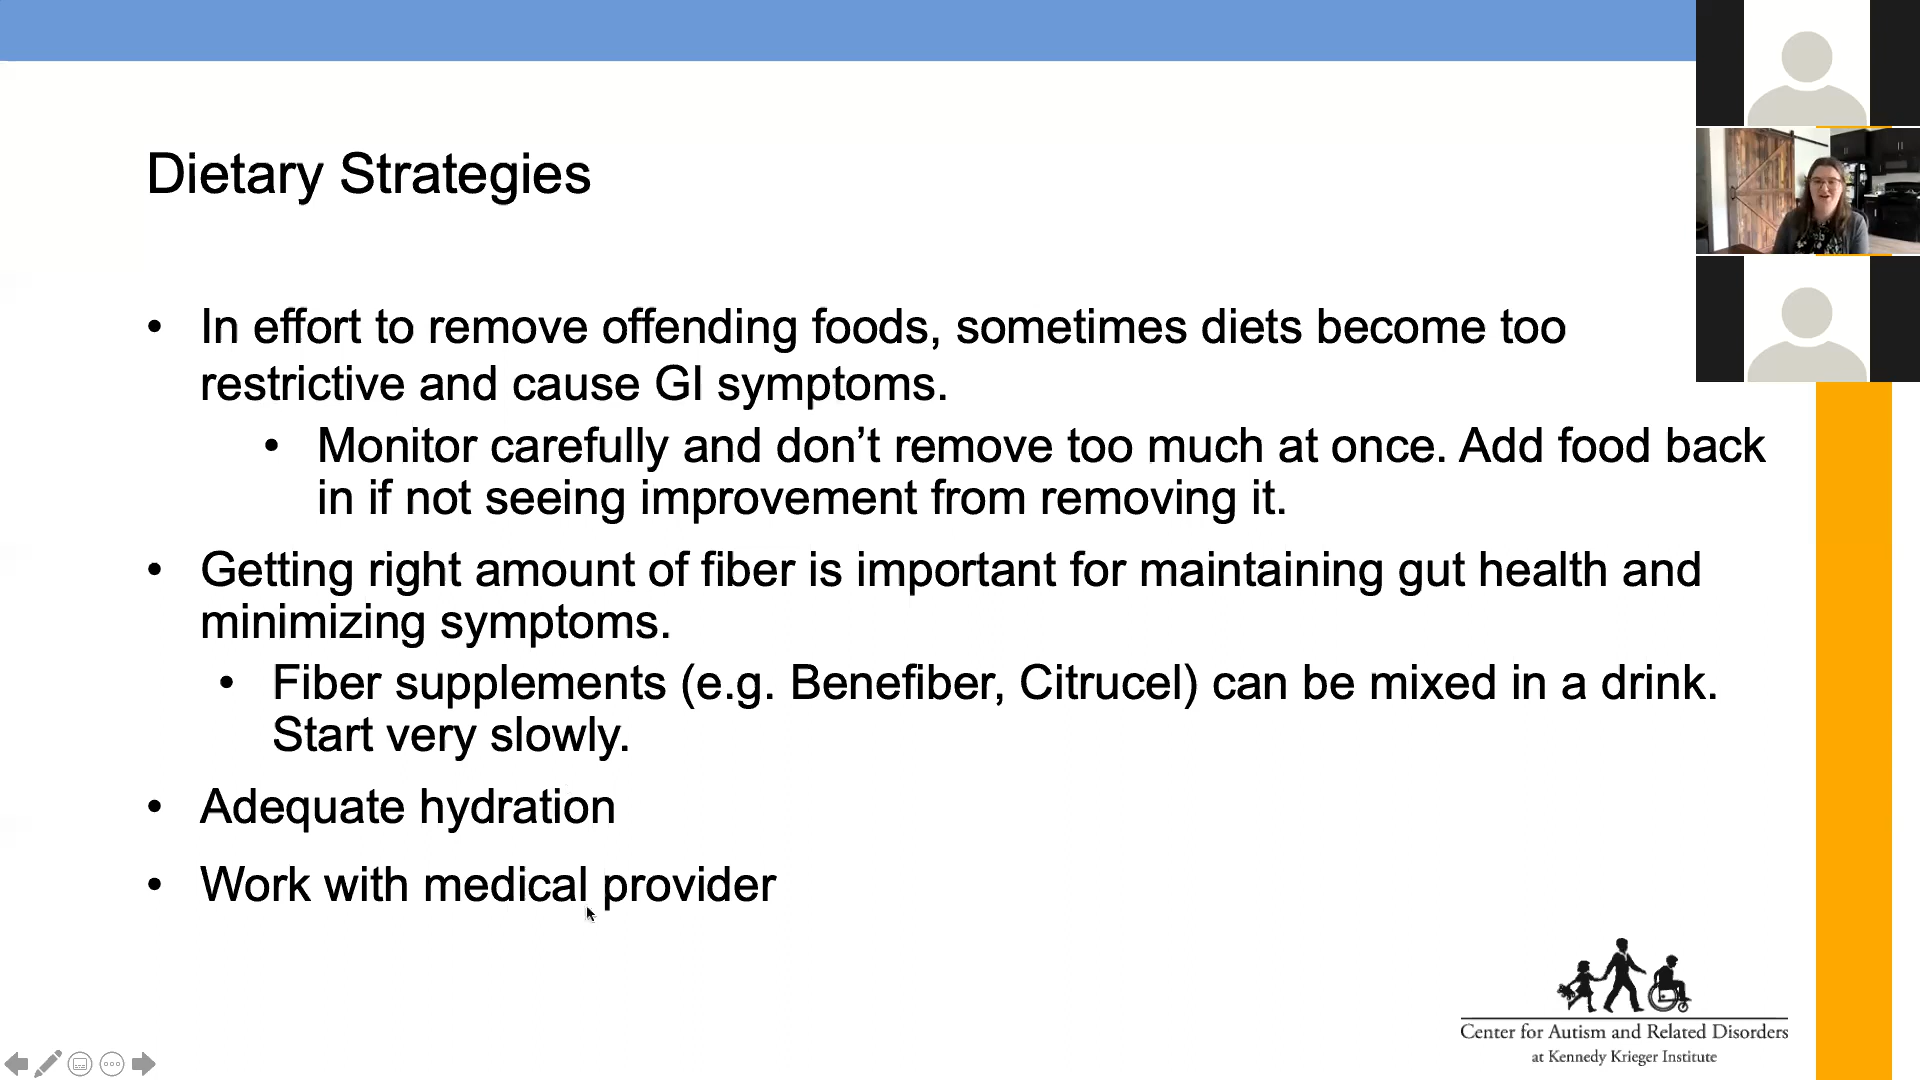 Dietary Strategies
• In effort to remove offending foods, sometimes diets become too
restrictive and cause GI symptoms.
• Monitor carefully and don’t remove too much at once. Add food back
in if not seeing improvement from removing it.
• Getting right amount of fiber is important for maintaining gut health and
minimizing symptoms.
• Fiber supplements (e.g. Benefiber, Citrucel) can be mixed in a drink.
Start very slowly.
• Adequate hydration
• Work with medical provider
Center for Autism and Related Disorders
at Kennedy Krieger Institute